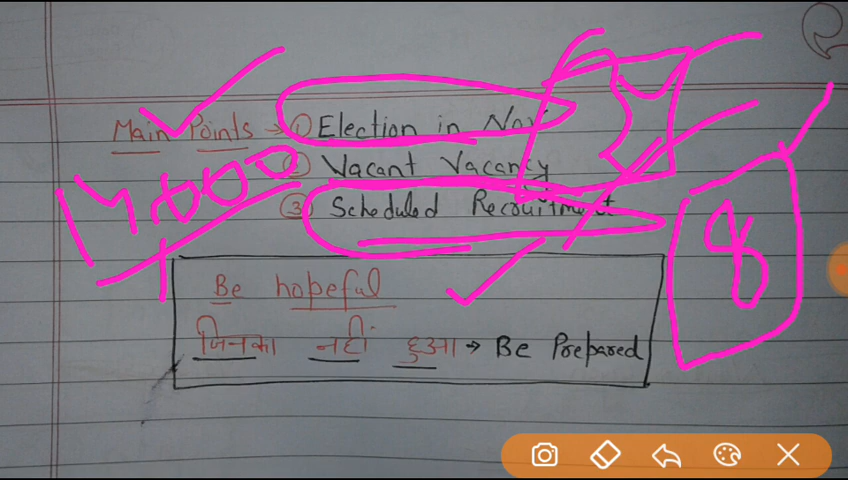 Main Points → ① Election in Nov
② Vacant Vacancy
③ Scheduled Recruitment
Be hopeful
जिनका नहीं हुआ → Be Prepared
8